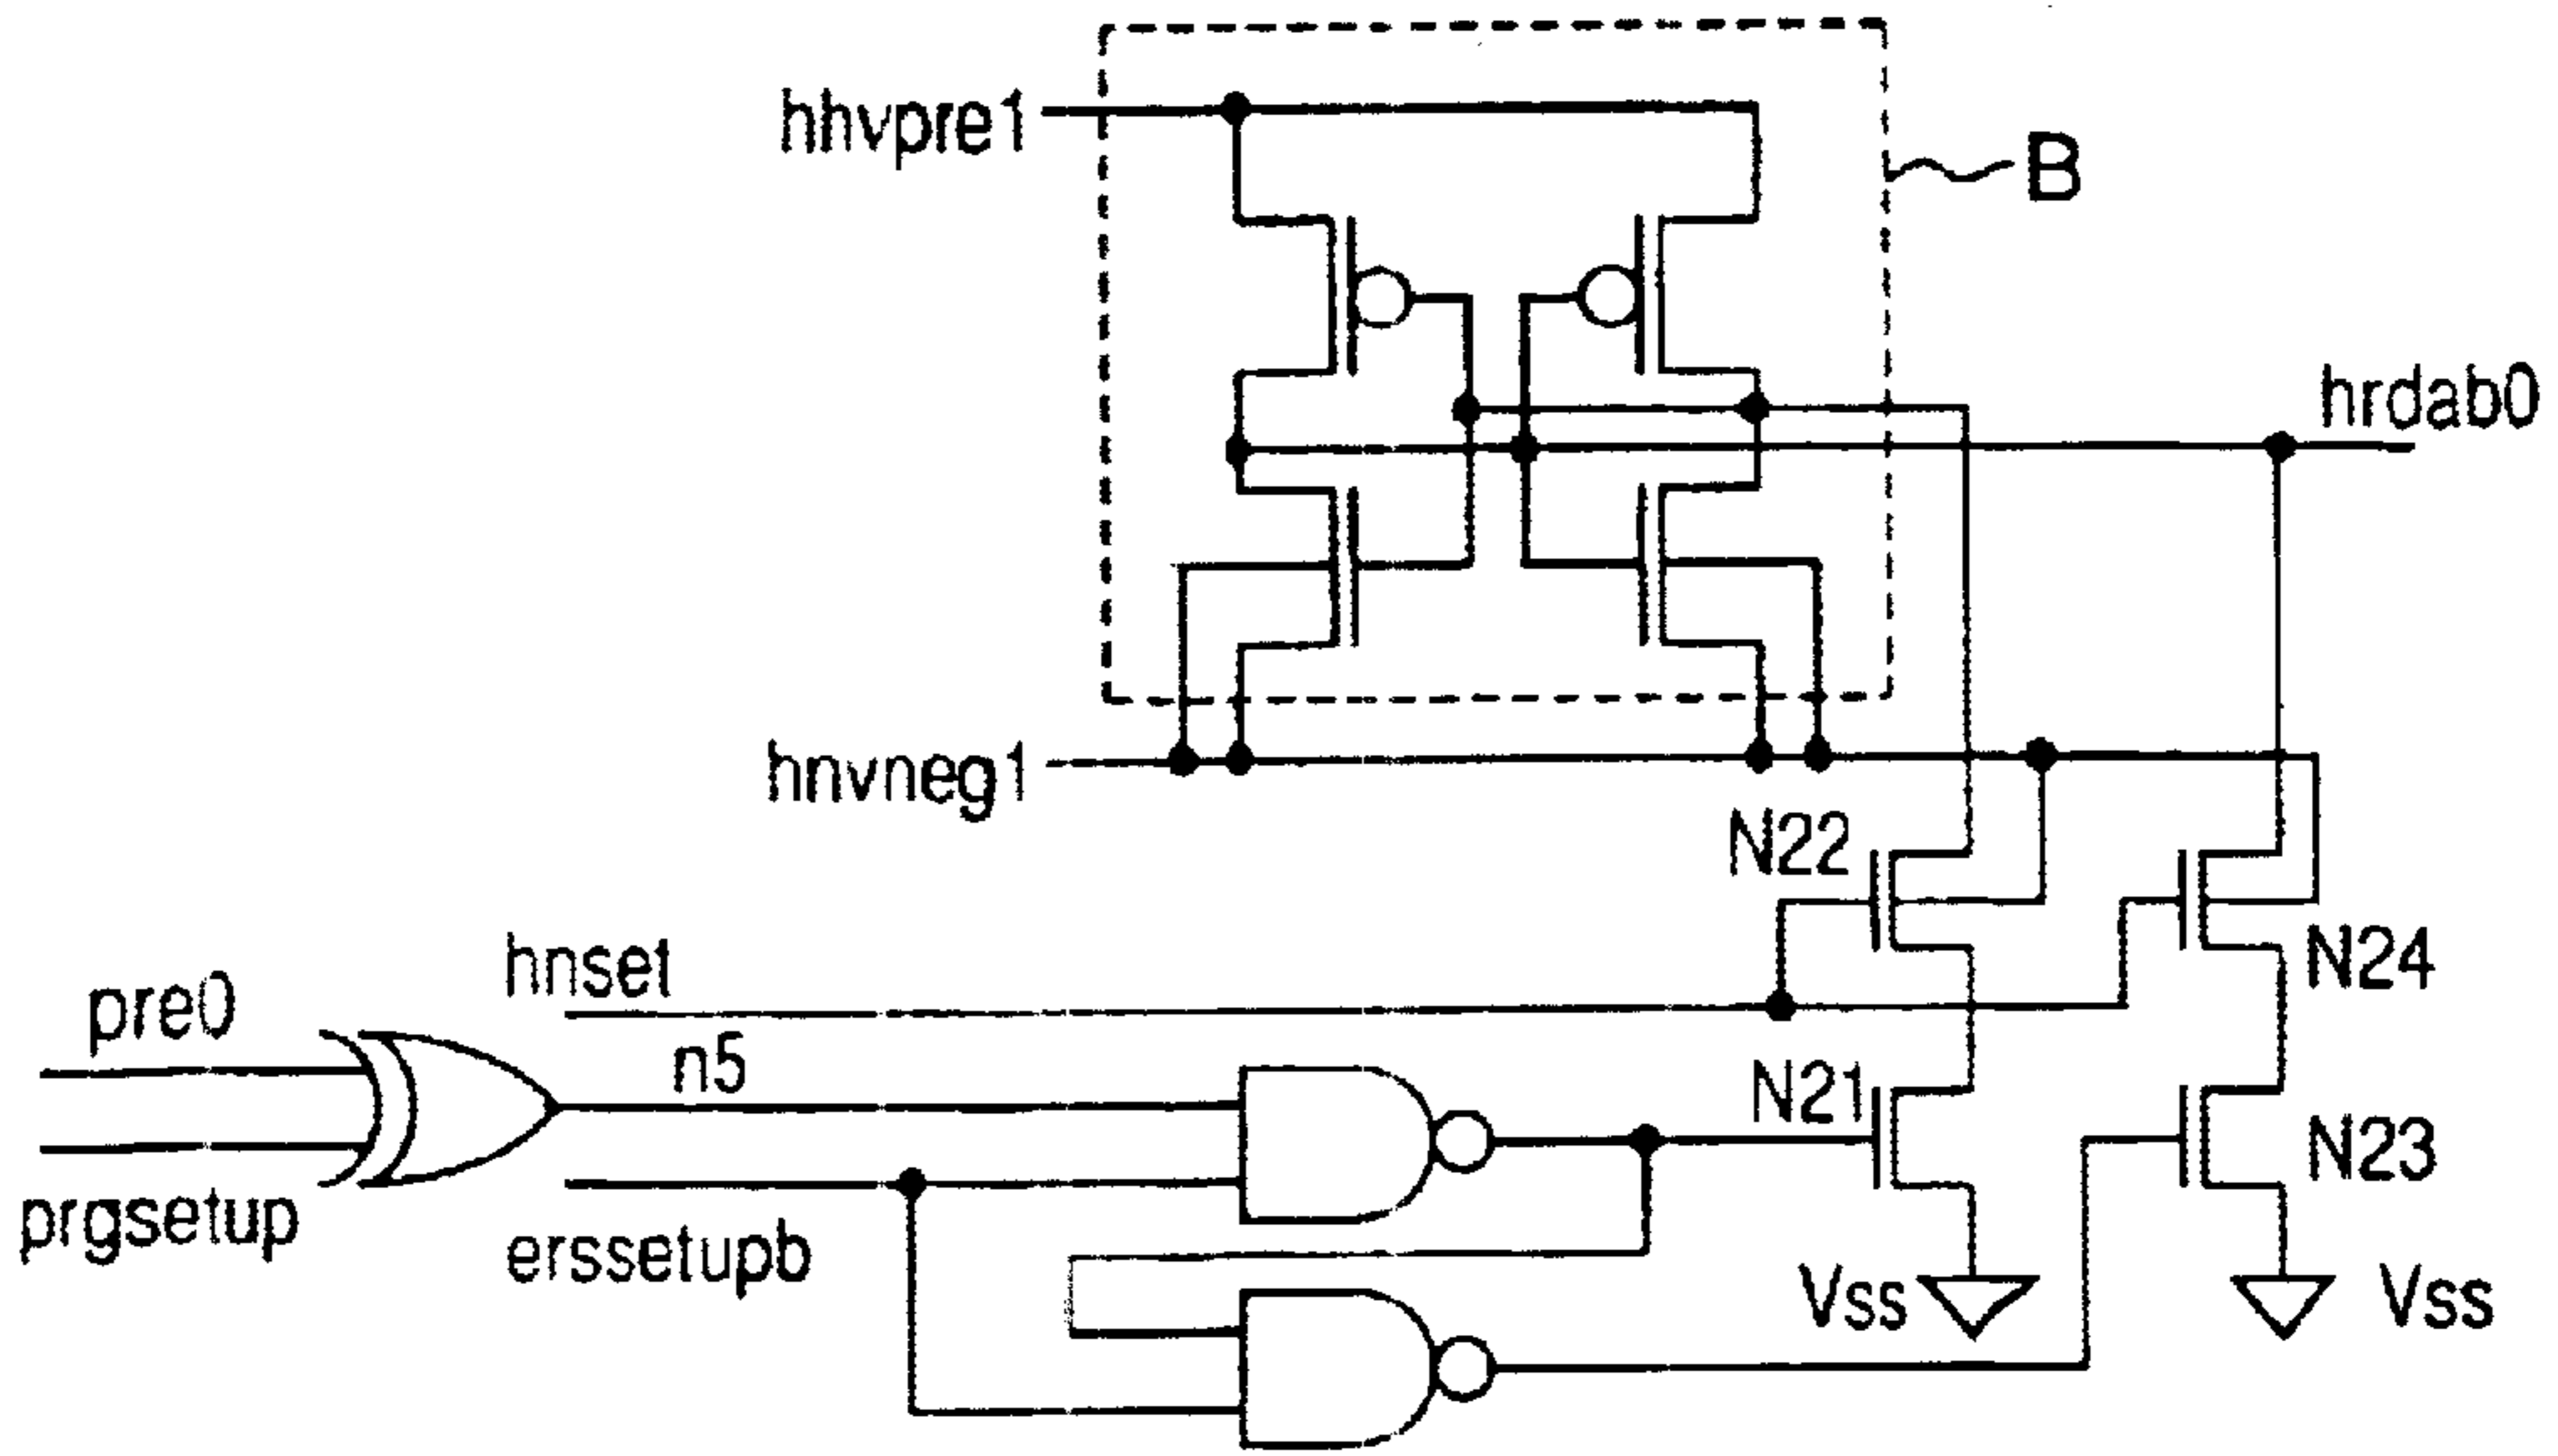 hhvpre1
B
hrdab0
hnvneg1
N22
hnset
N24
pre0
n5
N21
N23
prgsetup
erssetupb
Vss
Vss